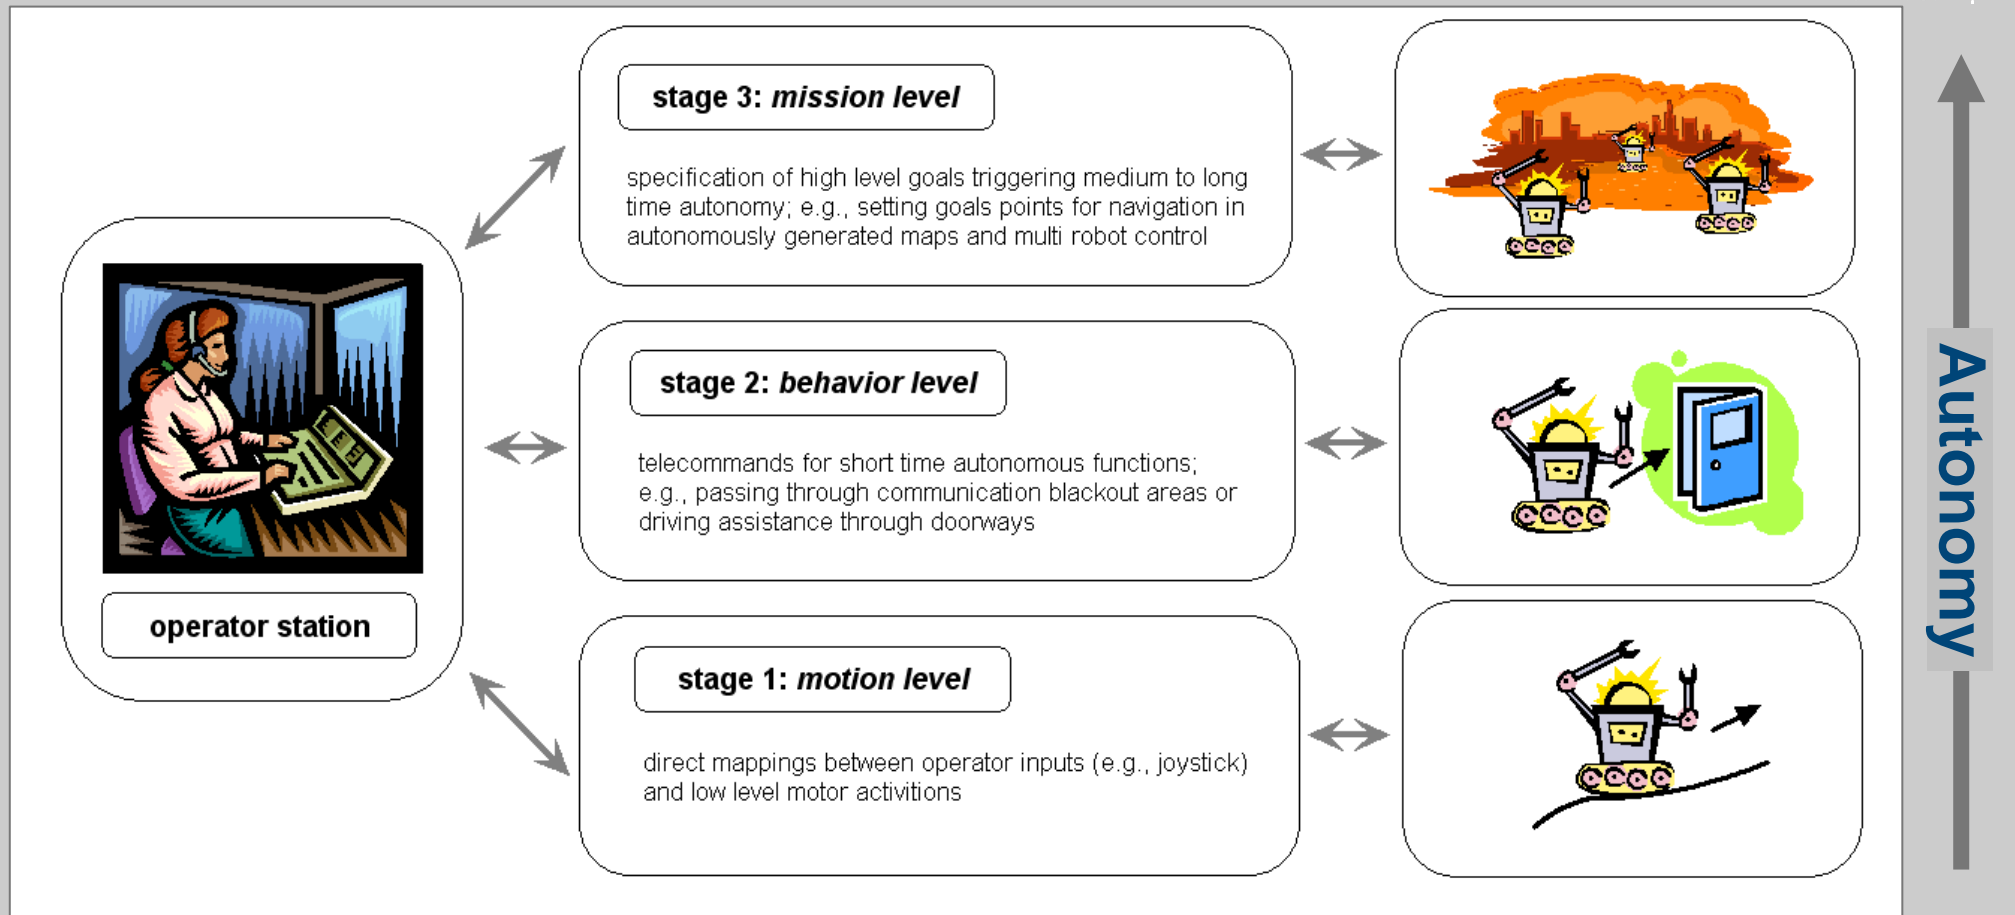 stage 3: mission level
specification of high level goals triggering medium to long
time autonomy; e.g., setting goals points for navigation in
autonomously generated maps and multi robot control
stage 2: behavior level
telecommands for short time autonomous functions;
e.g., passing through communication blackout areas or
driving assistance through doorways
operator station
stage 1: motion level
direct mappings between operator inputs (e.g., joystick)
and low level motor activitions
Autonomy